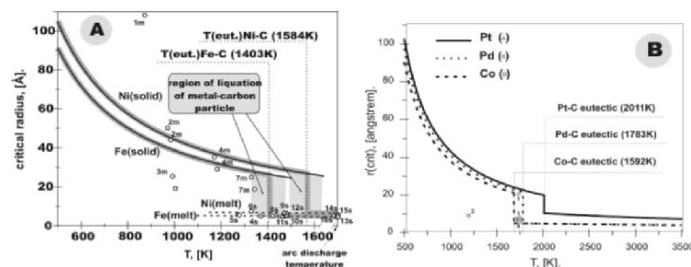 A
T(eut.)Ni-C (1584K)
T(eut.)Fe-C (1403K)
region of liquation
of metal-carbon
particle
Ni(solid)
Fe(solid)
Ni(melt)
Fe(melt)
critical radius, [Å].
100
80
60
40
20
0
600 800 1000 1200 1400 1600
T, [K]
arc discharge
temperature
1m
2m
2m
3m
4m
7m
7m
B
Pt
Pd
Co
Pt-C eutectic (2011K)
Pd-C eutectic (1783K)
Co-C eutectic (1592K)
r(crit), [angstrem].
100
80
60
40
20
0
500 1000 1500 2000 2500 3000 3500
T, [K].